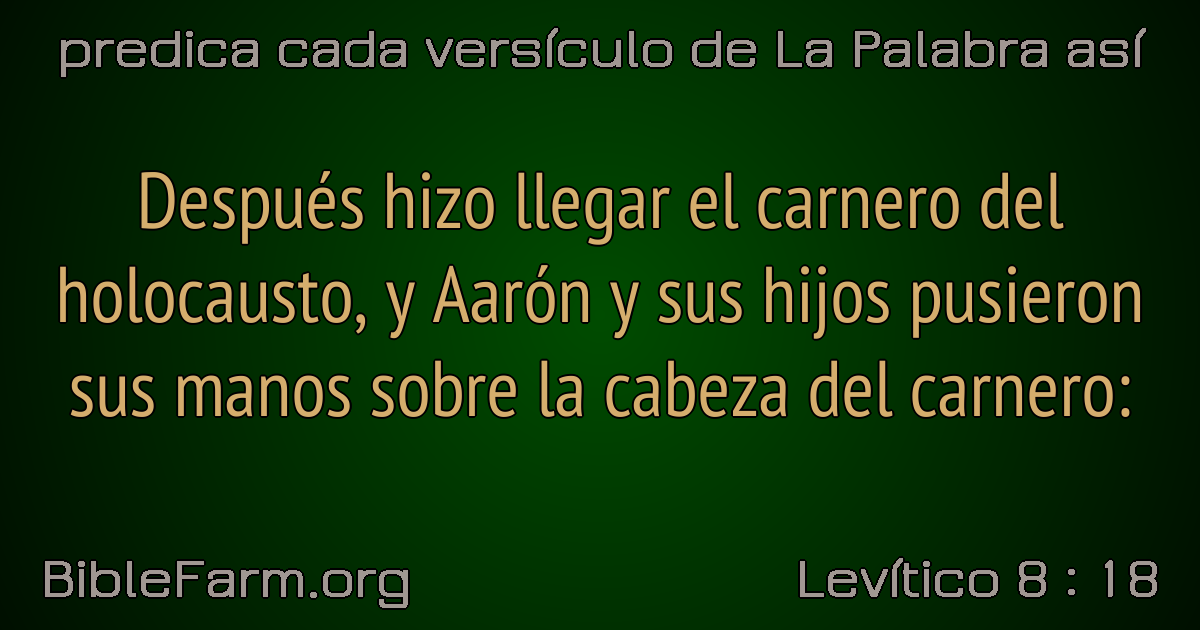 predica cada versículo de La Palabra así
Después hizo llegar el carnero del
holocausto, y Aarón y sus hijos pusieron
sus manos sobre la cabeza del carnero:
BibleFarm.org
Levítico 8 : 18